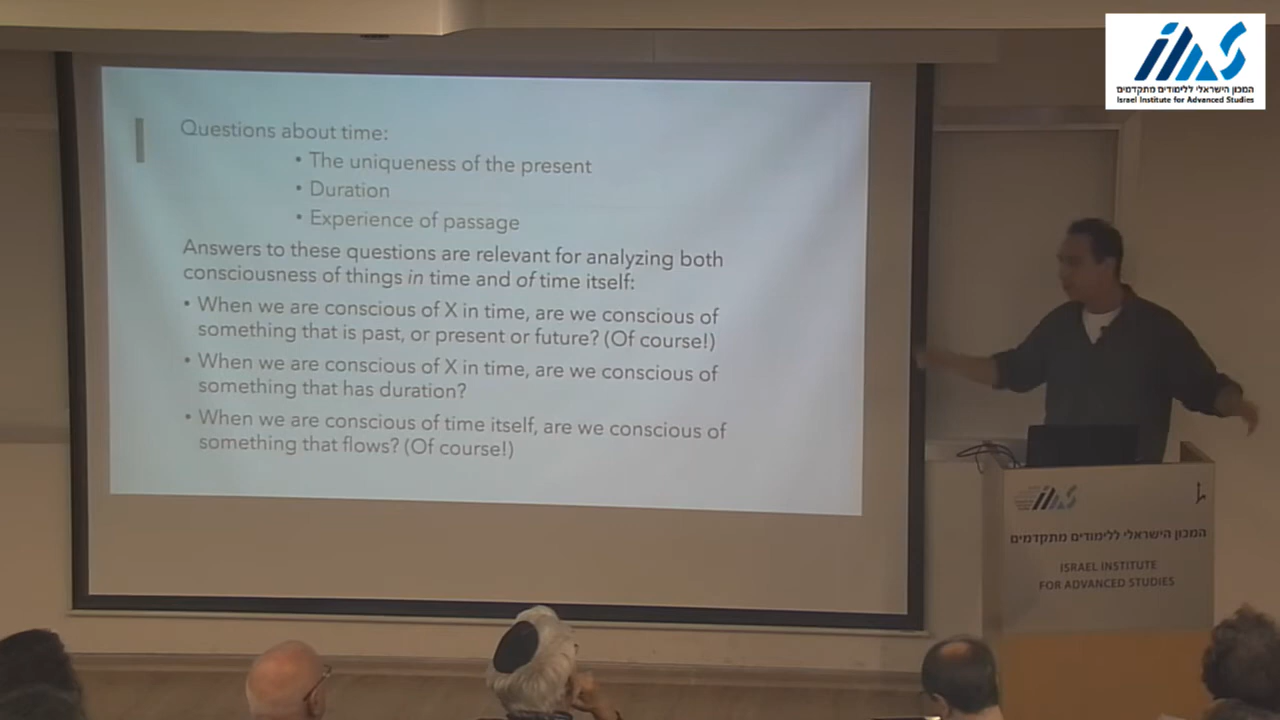 המכון הישראלי ללימודים מתקדמים
Israel Institute for Advanced Studies
Questions about time:
• The uniqueness of the present
• Duration
• Experience of passage
Answers to these questions are relevant for analyzing both
consciousness of things in time and of time itself:
• When we are conscious of X in time, are we conscious of
something that is past, or present or future? (Of course!)
• When we are conscious of X in time, are we conscious of
something that has duration?
• When we are conscious of time itself, are we conscious of
something that flows? (Of course!)
המכון הישראלי ללימודים מתקדמים
ISRAEL INSTITUTE
FOR ADVANCED STUDIES